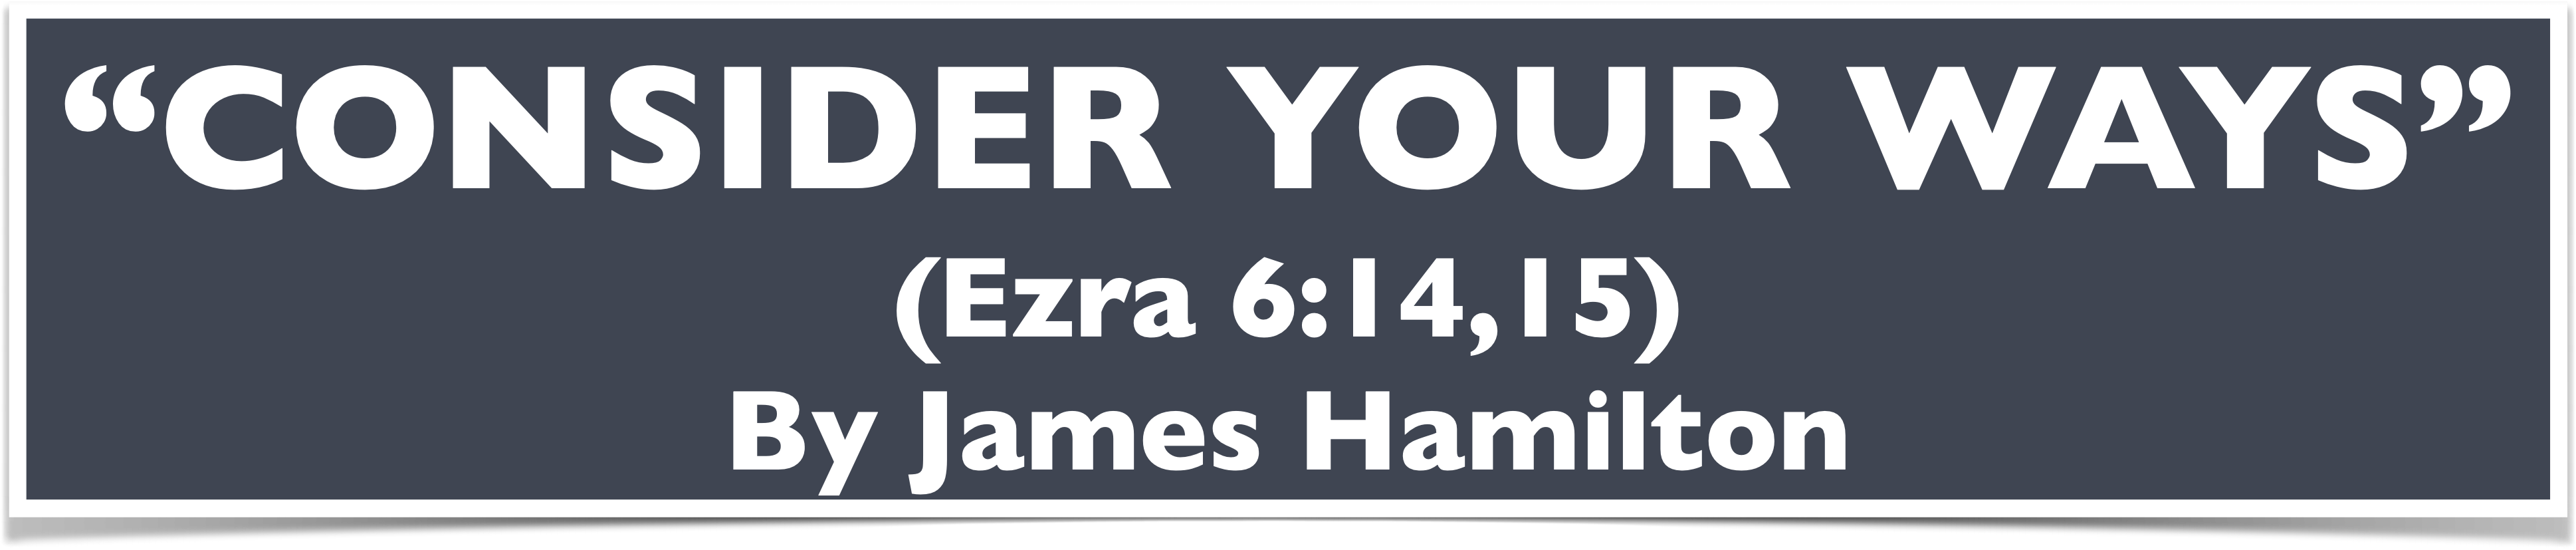 “CONSIDER YOUR WAYS”
(Ezra 6:14,15)
By James Hamilton